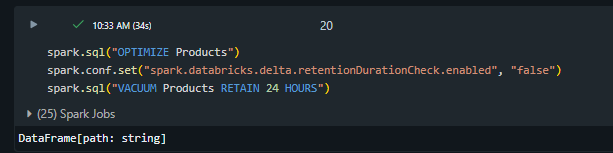 10:33 AM (34s) 20
spark.sql("OPTIMIZE Products")
spark.conf.set("spark.databricks.delta.retentionDurationCheck.enabled", "false")
spark.sql("VACUUM Products RETAIN 24 HOURS")
(25) Spark Jobs
DataFrame[path: string]